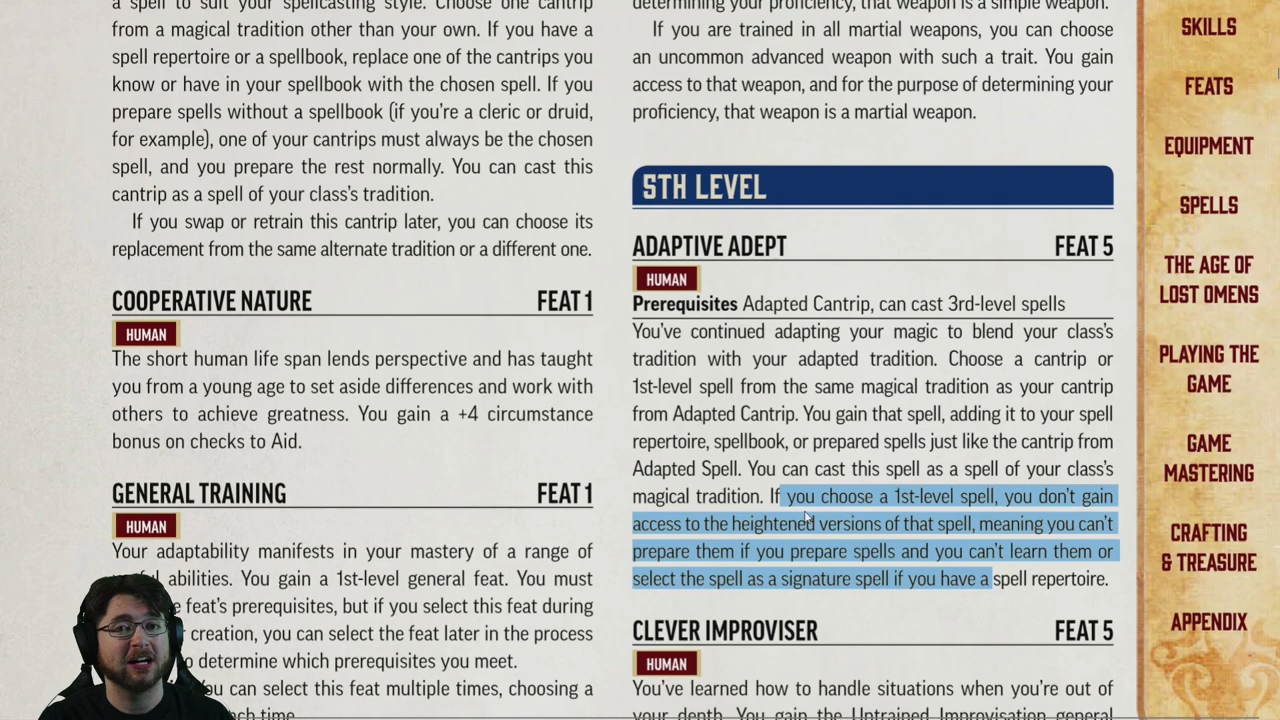 a spell to suit your spellcasting style. Choose one cantrip
from a magical tradition other than your own. If you have a
spell repertoire or a spellbook, replace one of the cantrips you
know or have in your spellbook with the chosen spell. If you
prepare spells without a spellbook (if you're a cleric or druid,
for example), one of your cantrips must always be the chosen
spell, and you prepare the rest normally. You can cast this
cantrip as a spell of your class's tradition.
If you swap or retrain this cantrip later, you can choose its
replacement from the same alternate tradition or a different one.
COOPERATIVE NATURE FEAT 1
HUMAN
The short human life span lends perspective and has taught
you from a young age to set aside differences and work with
others to achieve greatness. You gain a +4 circumstance
bonus on checks to Aid.
GENERAL TRAINING FEAT 1
HUMAN
Your adaptability manifests in your mastery of a range of
abilities. You gain a 1st-level general feat. You must
feat's prerequisites, but if you select this feat during
creation, you can select the feat later in the process
to determine which prerequisites you meet.
you can select this feat multiple times, choosing a
each time.
determining your proficiency, that weapon is a simple weapon.
If you are trained in all martial weapons, you can choose
an uncommon advanced weapon with such a trait. You gain
access to that weapon, and for the purpose of determining your
proficiency, that weapon is a martial weapon.
5TH LEVEL
ADAPTIVE ADEPT FEAT 5
HUMAN
Prerequisites Adapted Cantrip, can cast 3rd-level spells
You've continued adapting your magic to blend your class's
tradition with your adapted tradition. Choose a cantrip or
1st-level spell from the same magical tradition as your cantrip
from Adapted Cantrip. You gain that spell, adding it to your spell
repertoire, spellbook, or prepared spells just like the cantrip from
Adapted Spell. You can cast this spell as a spell of your class's
magical tradition. If you choose a 1st-level spell, you don't gain
access to the heightened versions of that spell, meaning you can't
prepare them if you prepare spells and you can't learn them or
select the spell as a signature spell if you have a spell repertoire.
CLEVER IMPROVISER FEAT 5
HUMAN
You've learned how to handle situations when you're out of
your depth. You gain the Untrained Improvisation general
SKILLS
FEATS
EQUIPMENT
SPELLS
THE AGE OF
LOST OMENS
PLAYING THE
GAME
GAME
MASTERING
CRAFTING
& TREASURE
APPENDIX